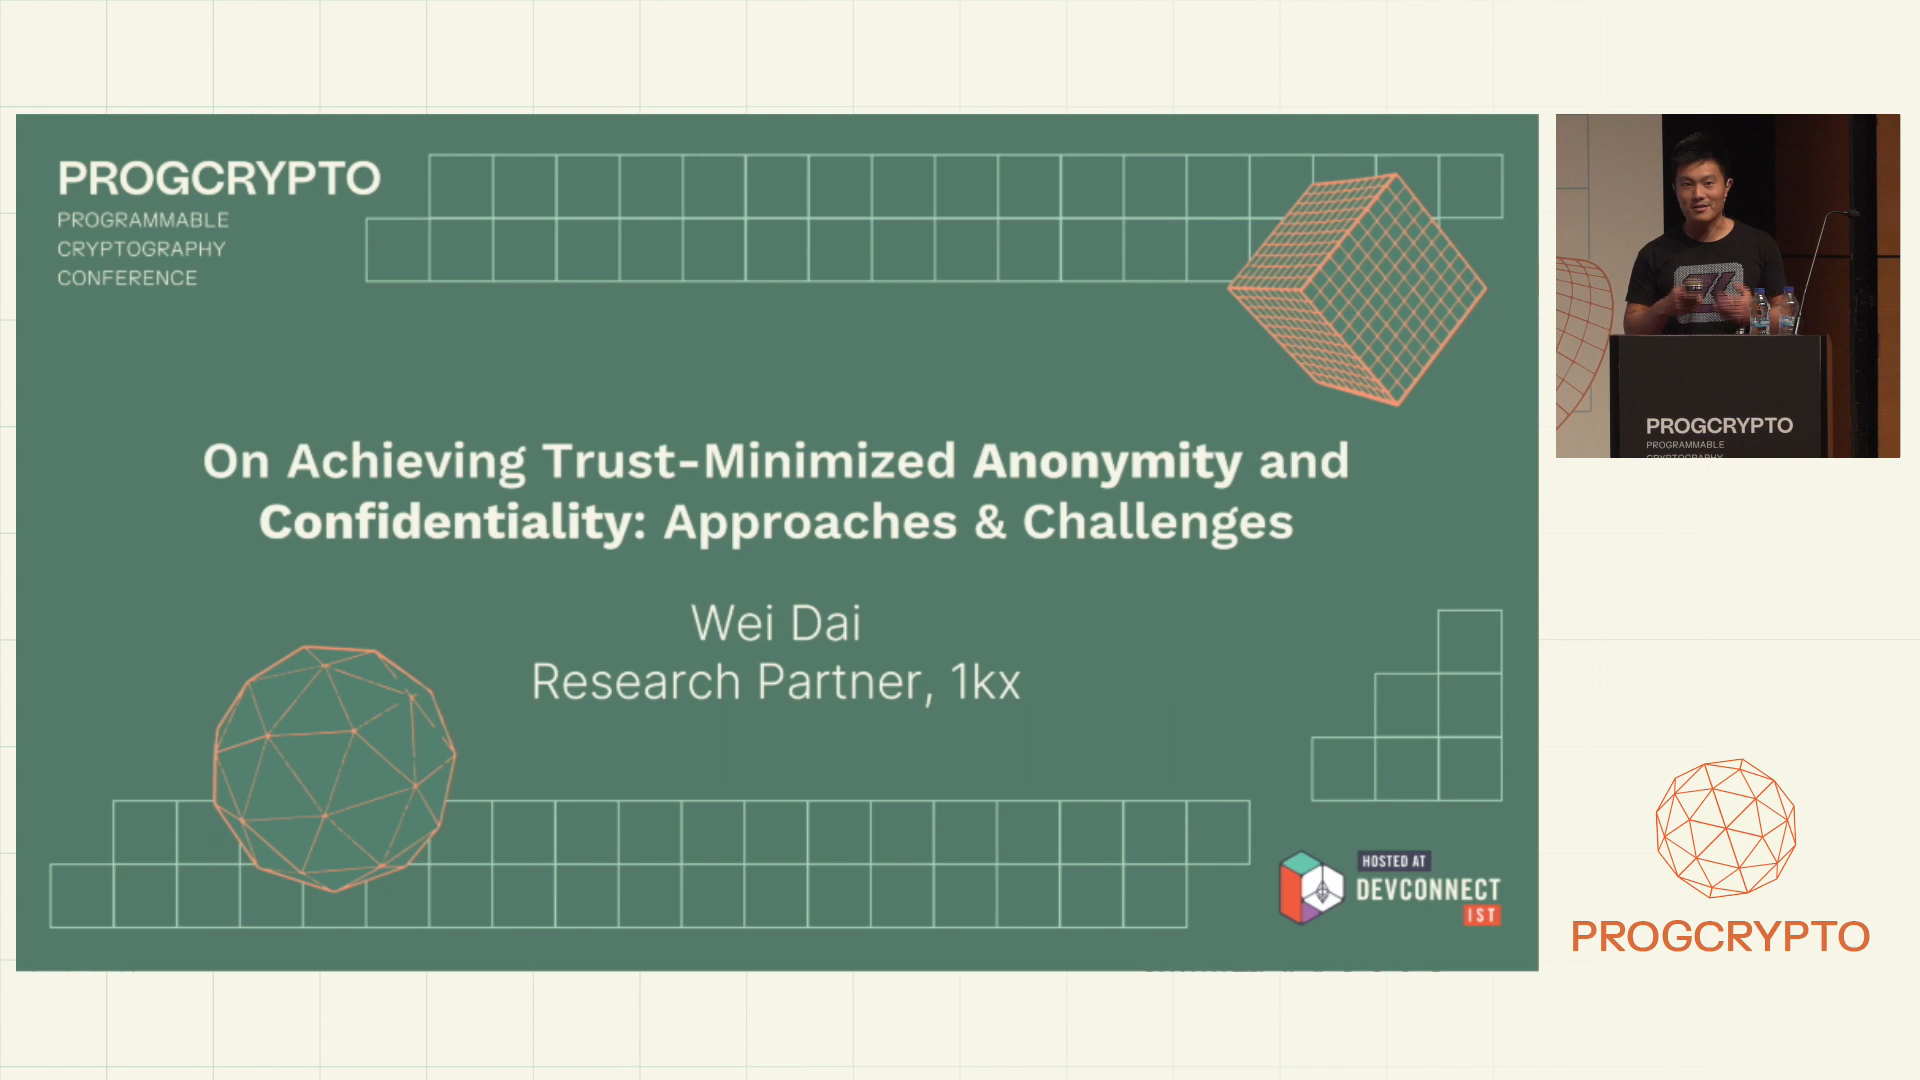 PROGCRYPTO
PROGRAMMABLE
CRYPTOGRAPHY
CONFERENCE
On Achieving Trust-Minimized Anonymity and
Confidentiality: Approaches & Challenges
Wei Dai
Research Partner, 1kx
HOSTED AT
DEVCONNECT
IST
PROGCRYPTO
PROGRAMMABLE
CRYPTOGRAPHY
PROGCRYPTO